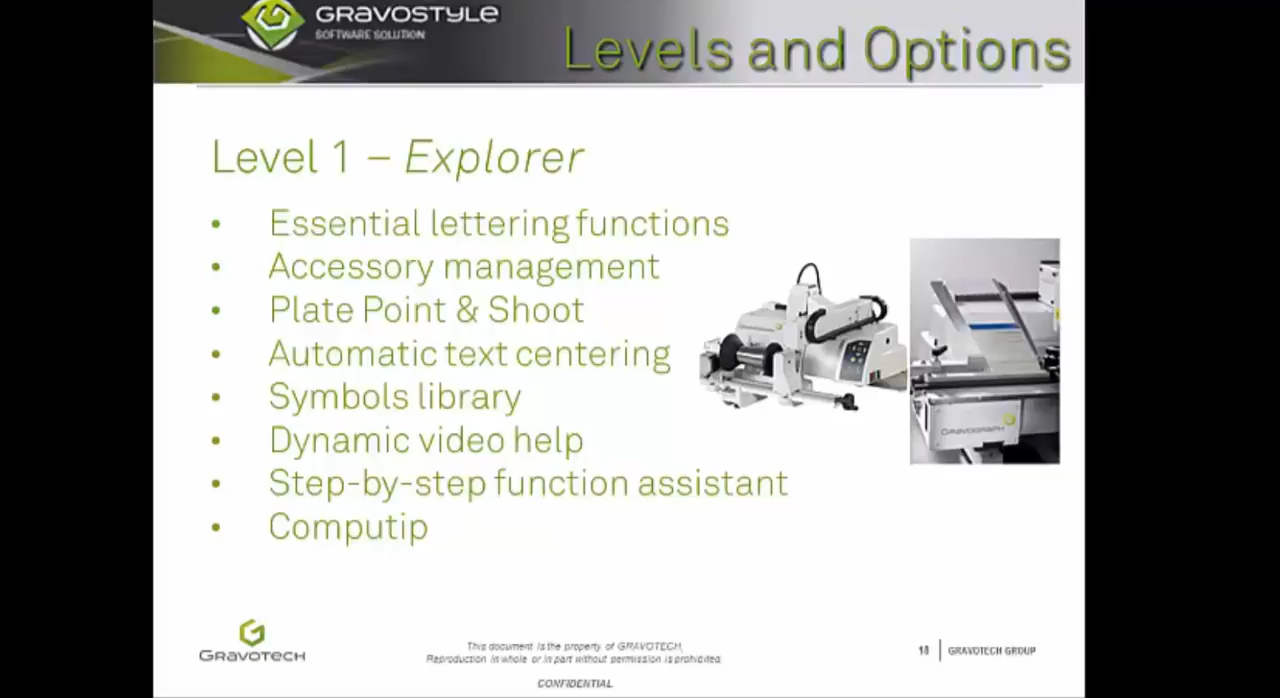 GRAVOSTYLE
SOFTWARE SOLUTION
Levels and Options
Level 1 – Explorer
• Essential lettering functions
• Accessory management
• Plate Point & Shoot
• Automatic text centering
• Symbols library
• Dynamic video help
• Step-by-step function assistant
• Computip
GRAVOGRAPH
GRAVOTECH
This document is the property of GRAVOTECH,
Reproduction in whole or in part without permission is prohibited
CONFIDENTIAL
18
GRAVOTECH GROUP